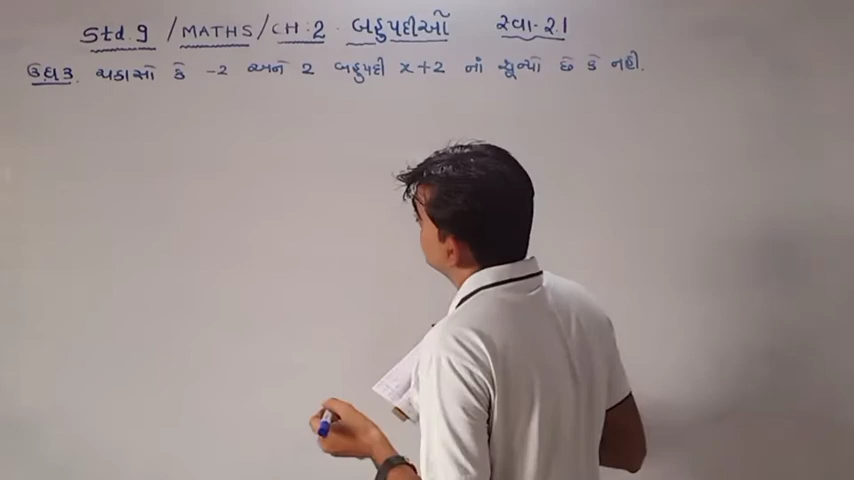 Std.9 /MATHS/CH:2. બહુપદીઓ સ્વા-2.1
ઉદા3. ચકાસો કે -2 અને 2 બહુપદી x+2 નાં શૂન્યો છે કે નહી.